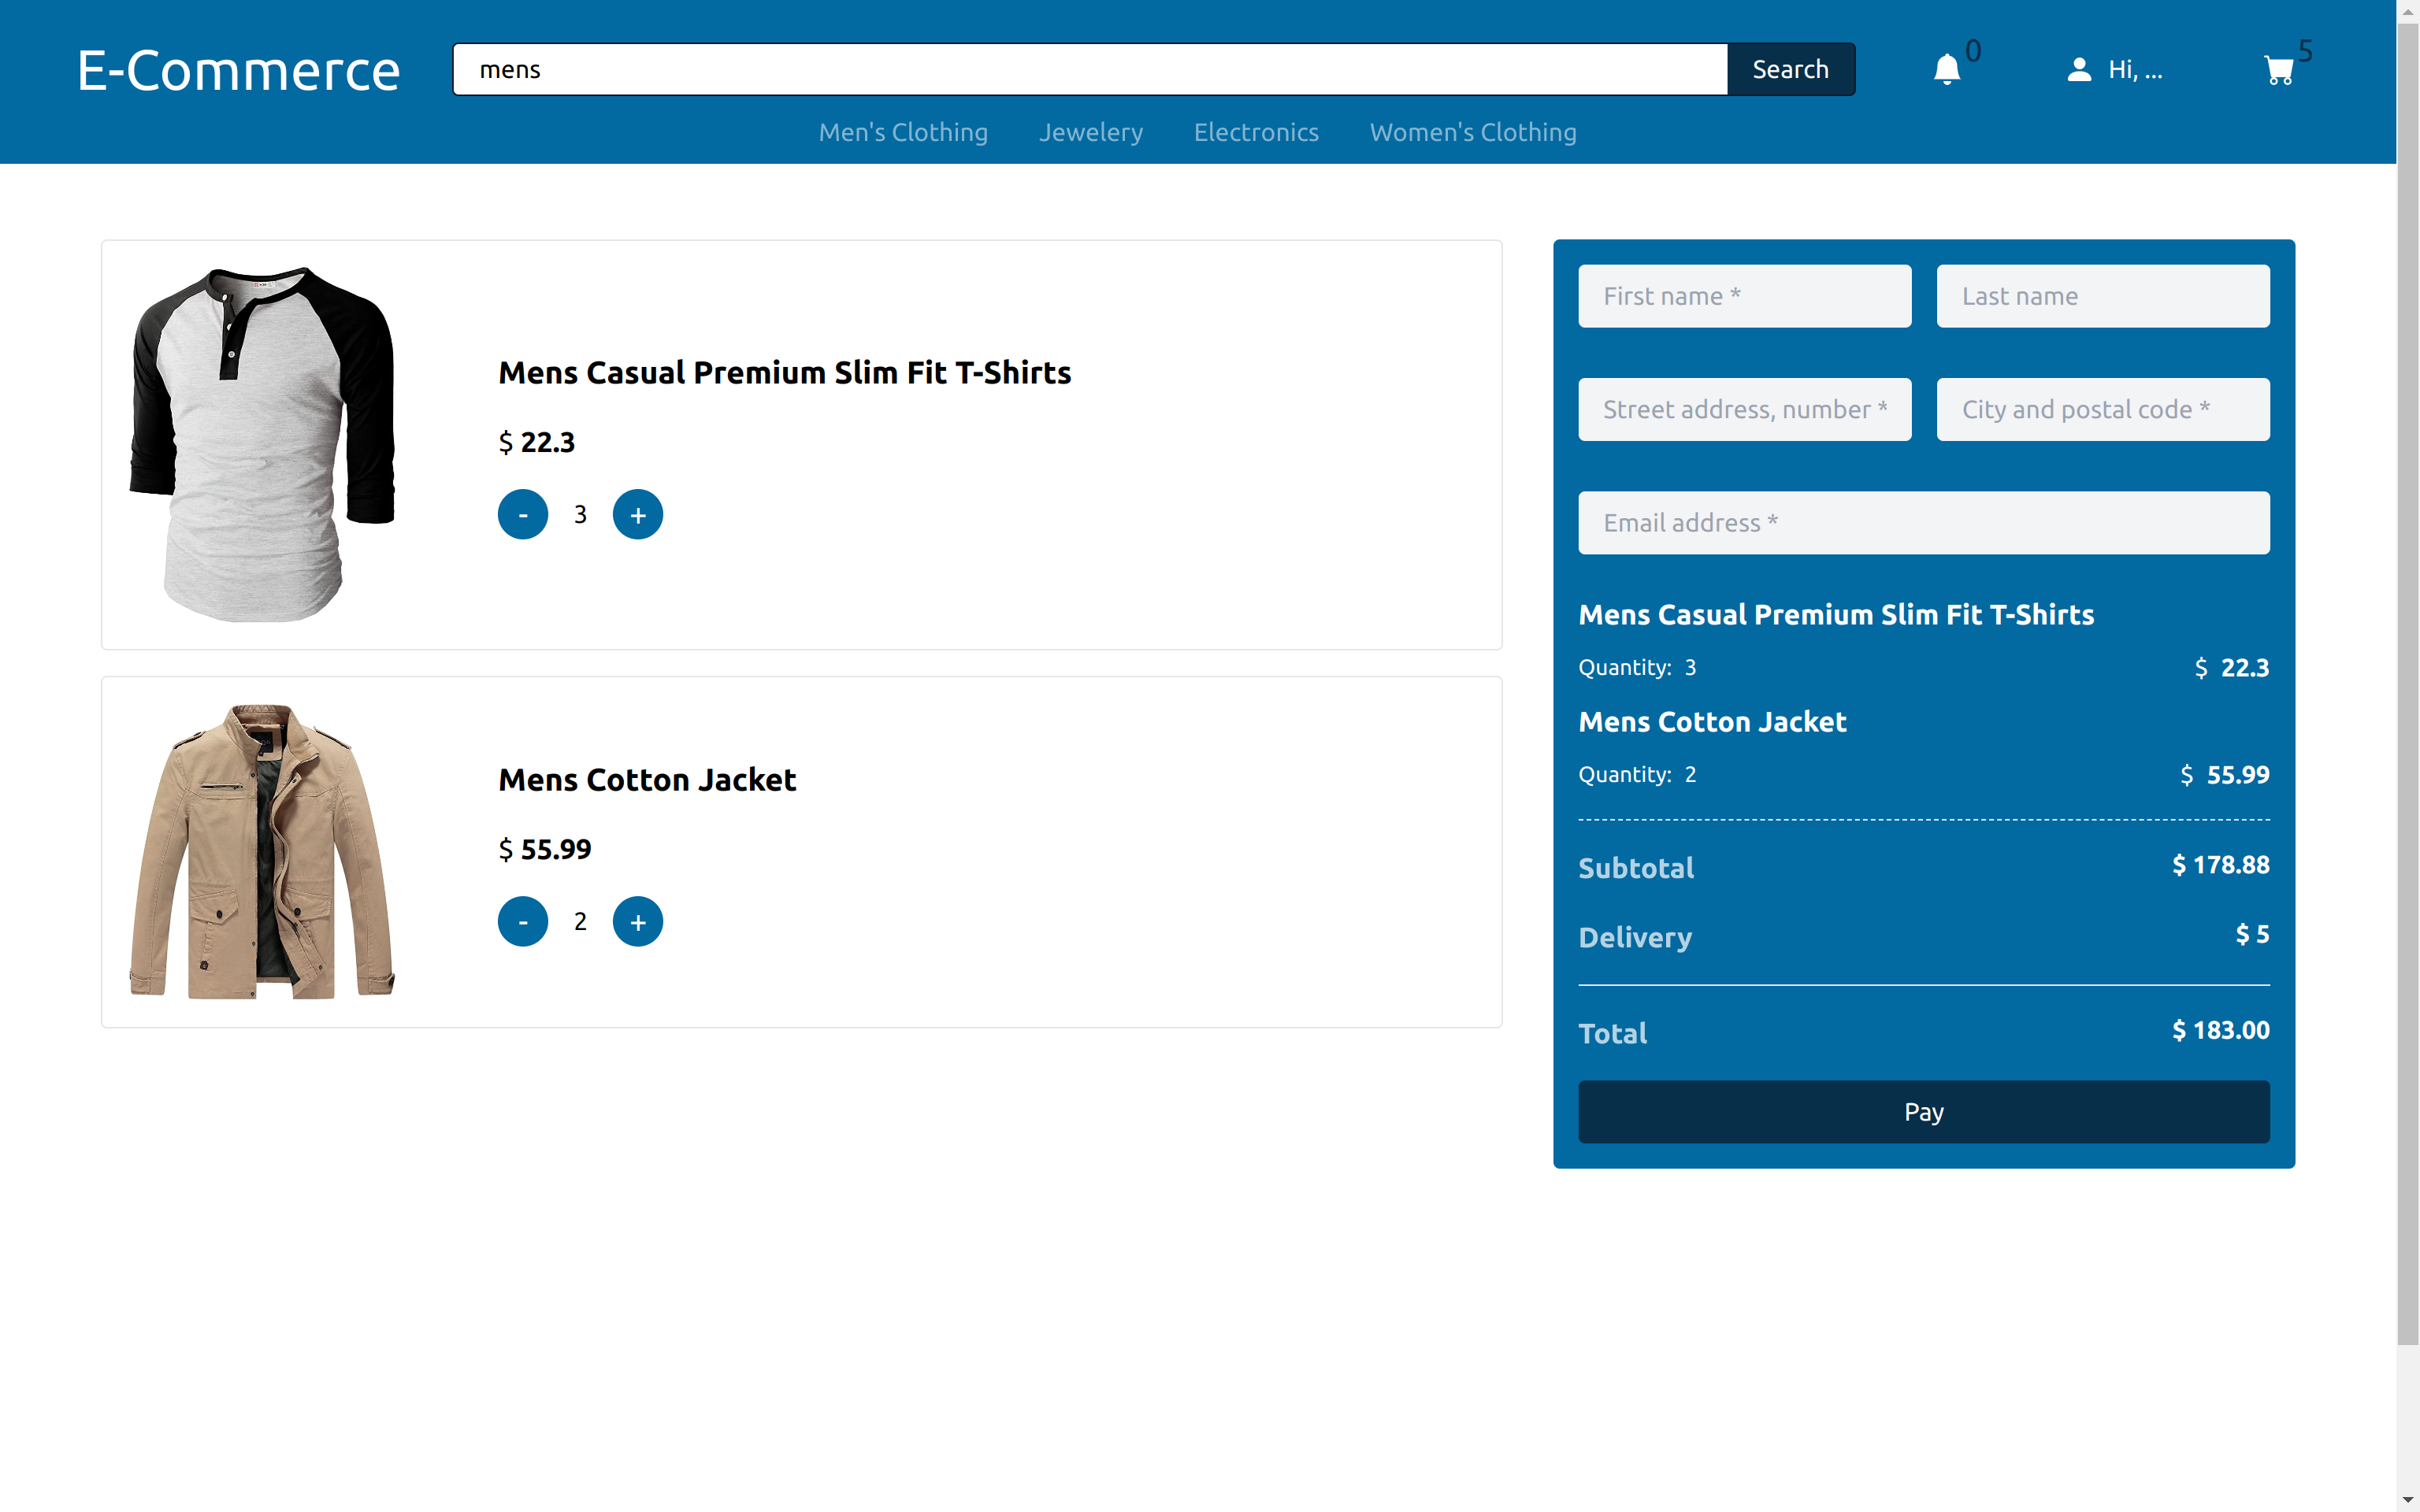 E-Commerce
mens
Search
0
Hi, ...
5
Men's Clothing
Jewelery
Electronics
Women's Clothing
Mens Casual Premium Slim Fit T-Shirts
$ 22.3
- 3 +
Mens Cotton Jacket
$ 55.99
- 2 +
First name *
Last name
Street address, number *
City and postal code *
Email address *
Mens Casual Premium Slim Fit T-Shirts
Quantity: 3 $ 22.3
Mens Cotton Jacket
Quantity: 2 $ 55.99
Subtotal $ 178.88
Delivery $ 5
Total $ 183.00
Pay